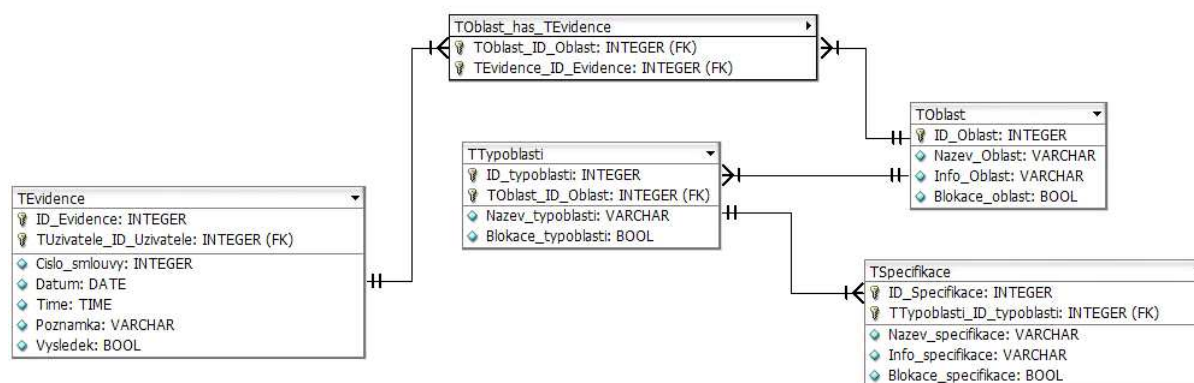 TOblast_has_TEvidence
TOblast_ID_Oblast: INTEGER (FK)
TEvidence_ID_Evidence: INTEGER (FK)
TOblast
ID_Oblast: INTEGER
Nazev_Oblast: VARCHAR
Info_Oblast: VARCHAR
Blokace_oblast: BOOL
TTypoblasti
ID_typoblasti: INTEGER
TOblast_ID_Oblast: INTEGER (FK)
Nazev_typoblasti: VARCHAR
Blokace_typoblasti: BOOL
TEvidence
ID_Evidence: INTEGER
TUzivatele_ID_Uzivatele: INTEGER (FK)
Cislo_smlouvy: INTEGER
Datum: DATE
Time: TIME
Poznamka: VARCHAR
Vysledek: BOOL
TSpecifikace
ID_Specifikace: INTEGER
TTypoblasti_ID_typoblasti: INTEGER (FK)
Nazev_specifikace: VARCHAR
Info_specifikace: VARCHAR
Blokace_specifikace: BOOL